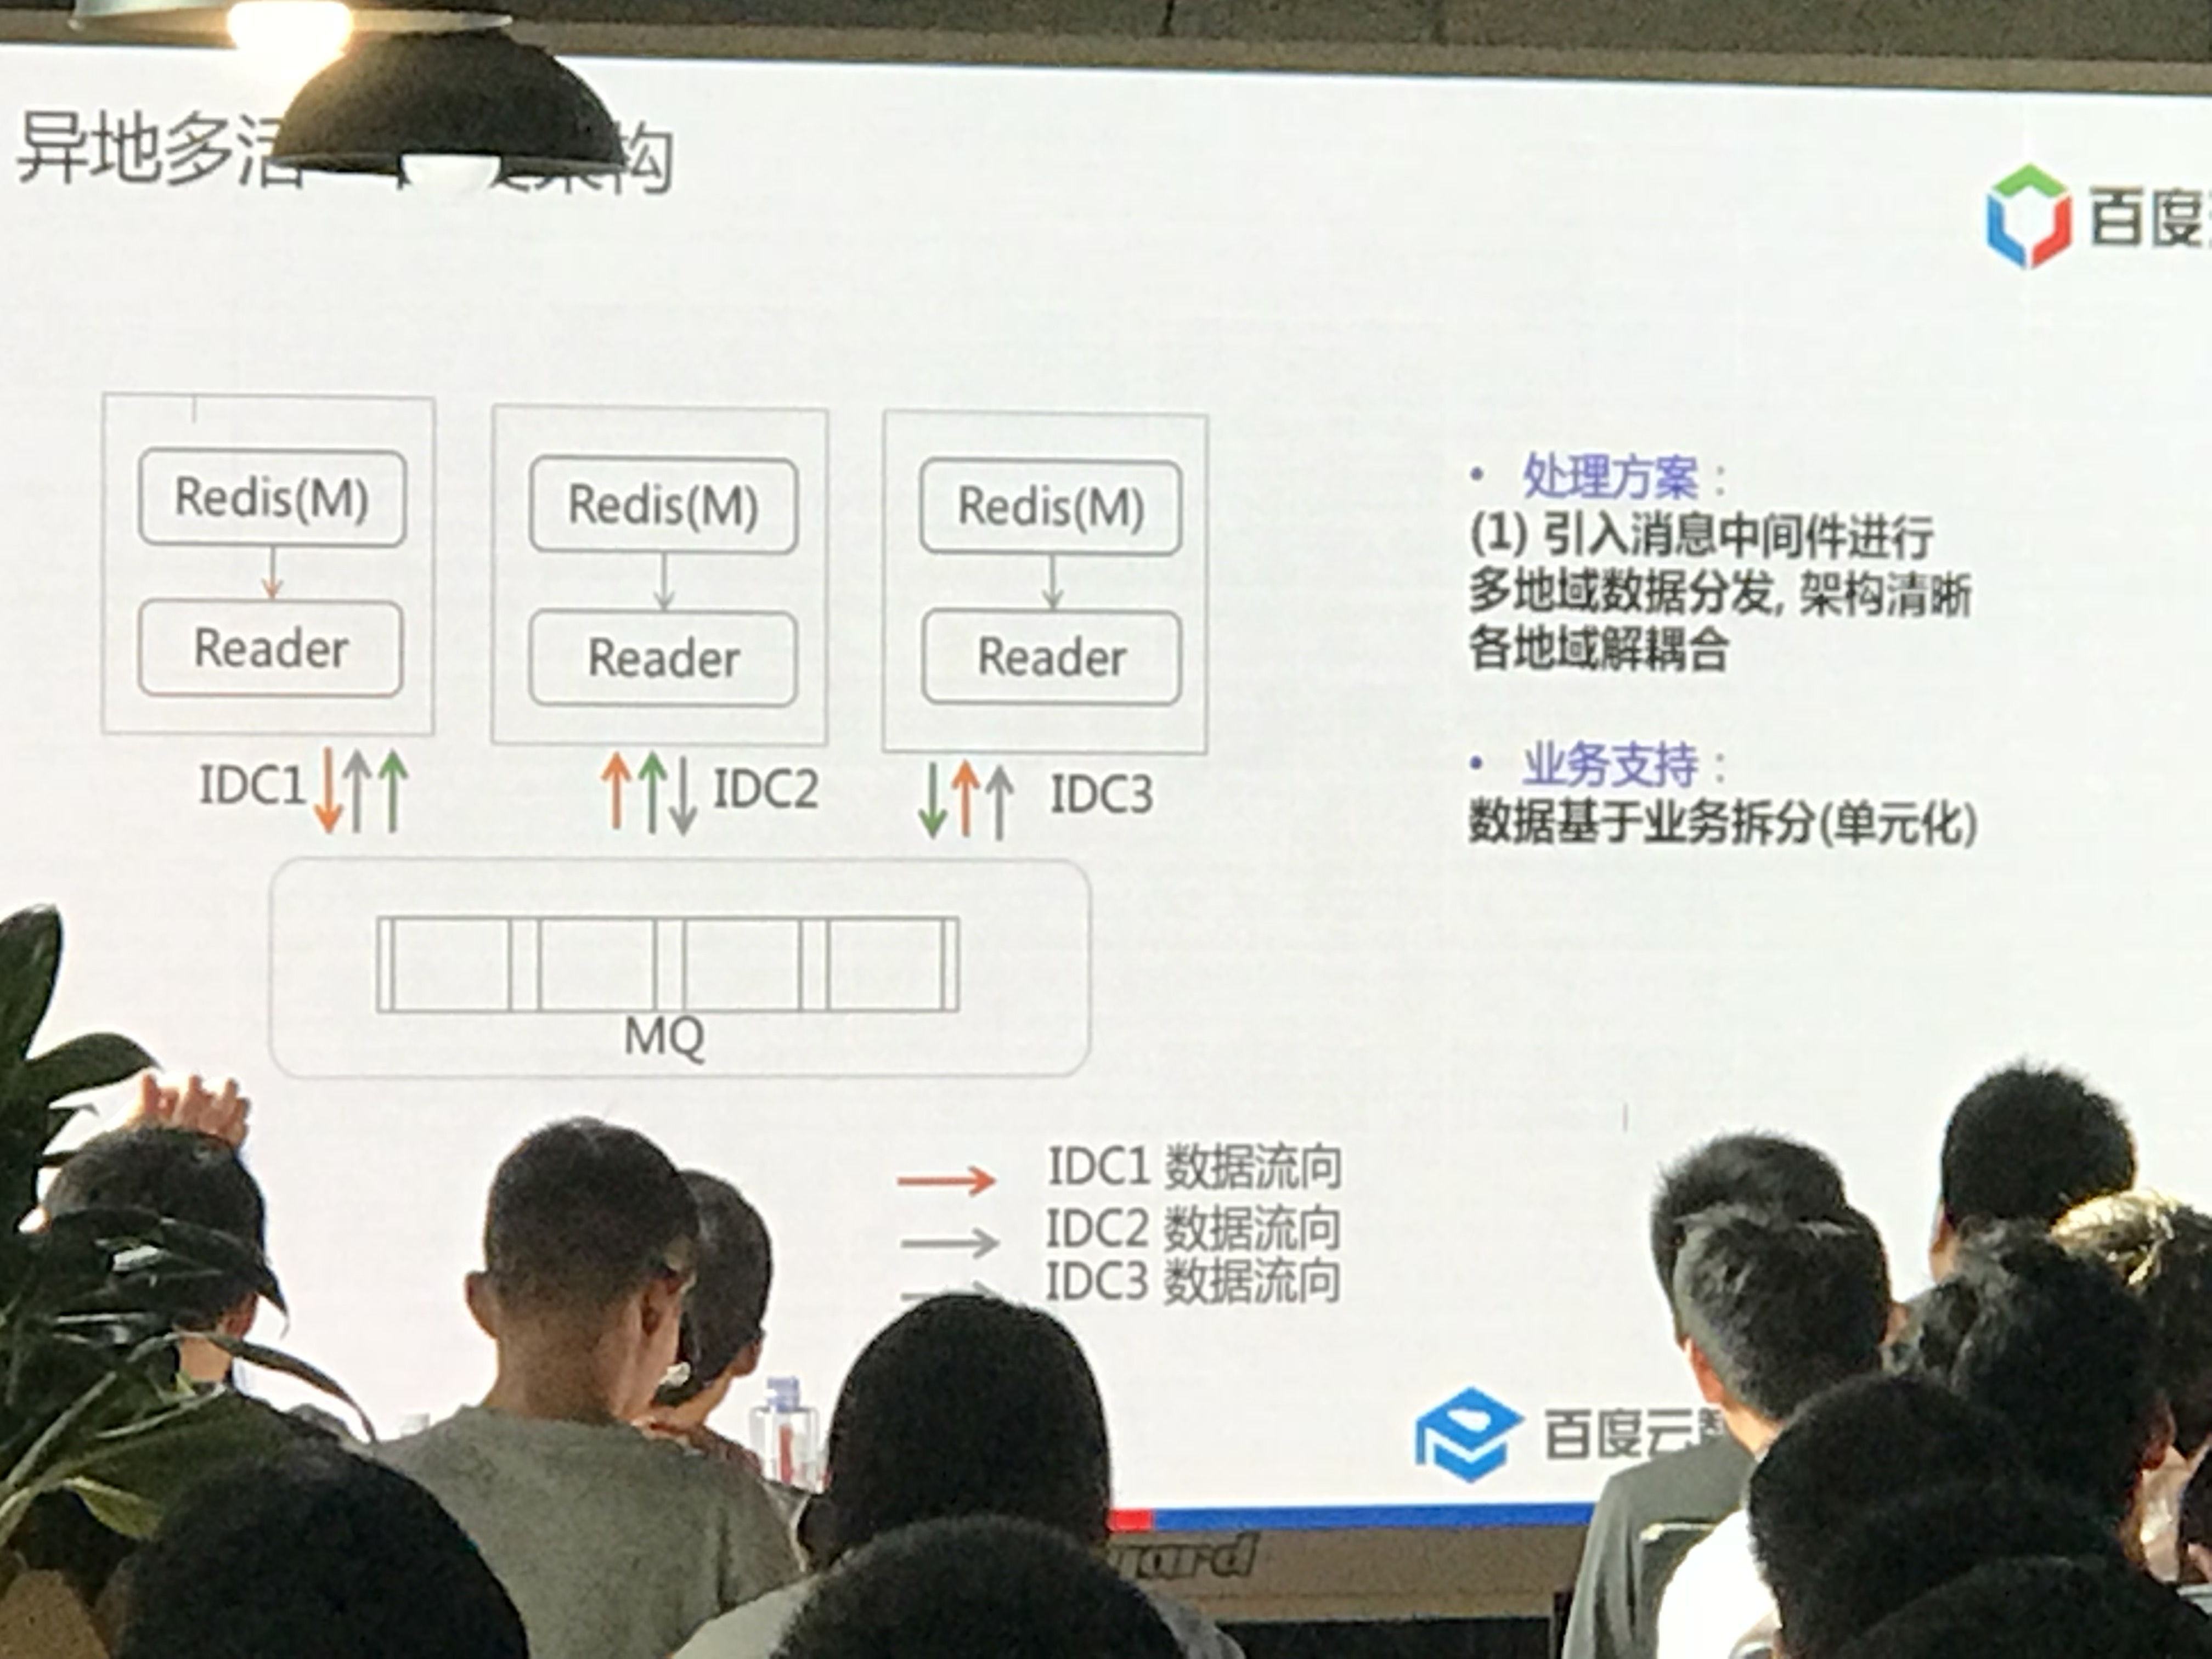 异地多活
构
百度
Redis(M)
Redis(M)
Redis(M)
Reader
Reader
Reader
IDC1
IDC2
IDC3
MQ
• 处理方案：
(1) 引入消息中间件进行
多地域数据分发, 架构清晰
各地域解耦合
• 业务支持：
数据基于业务拆分(单元化)
IDC1 数据流向
IDC2 数据流向
IDC3 数据流向
百度云